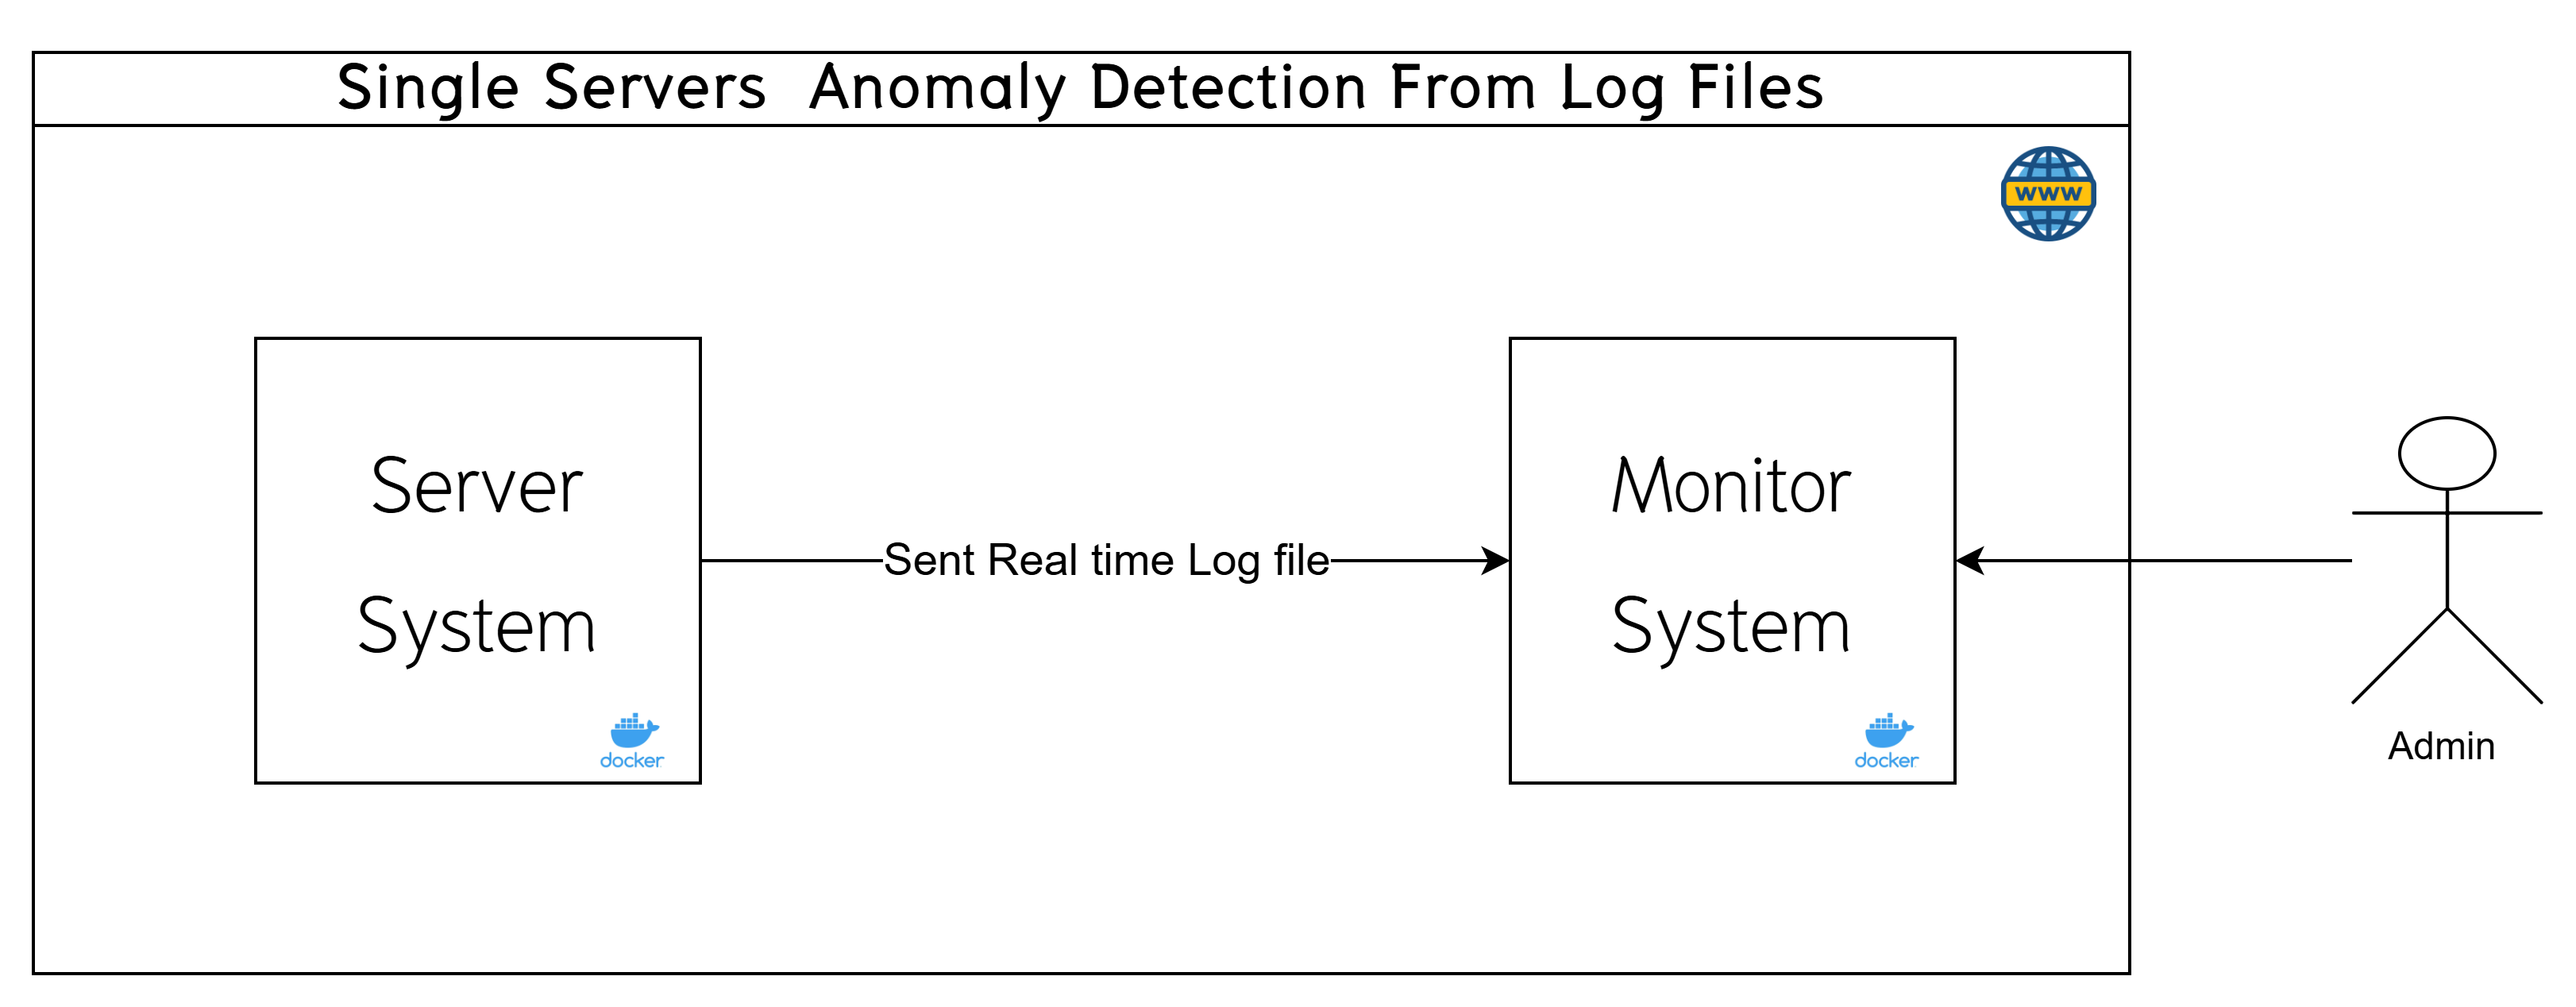 Single Servers  Anomaly Detection From Log Files
www
Server
System
docker
Sent Real time Log file
Monitor
System
docker
Admin